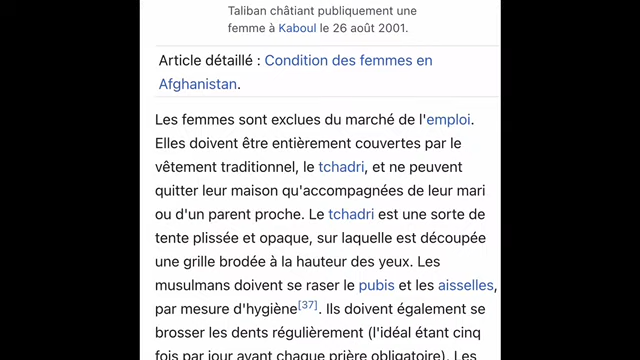 Taliban châtiant publiquement une
femme à Kaboul le 26 août 2001.
Article détaillé : Condition des femmes en
Afghanistan.
Les femmes sont exclues du marché de l'emploi.
Elles doivent être entièrement couvertes par le
vêtement traditionnel, le tchadri, et ne peuvent
quitter leur maison qu'accompagnées de leur mari
ou d'un parent proche. Le tchadri est une sorte de
tente plissée et opaque, sur laquelle est découpée
une grille brodée à la hauteur des yeux. Les
musulmans doivent se raser le pubis et les aisselles,
par mesure d'hygiène[37]. Ils doivent également se
brosser les dents régulièrement (l'idéal étant cinq
fois par jour avant chaque prière obligatoire). Les